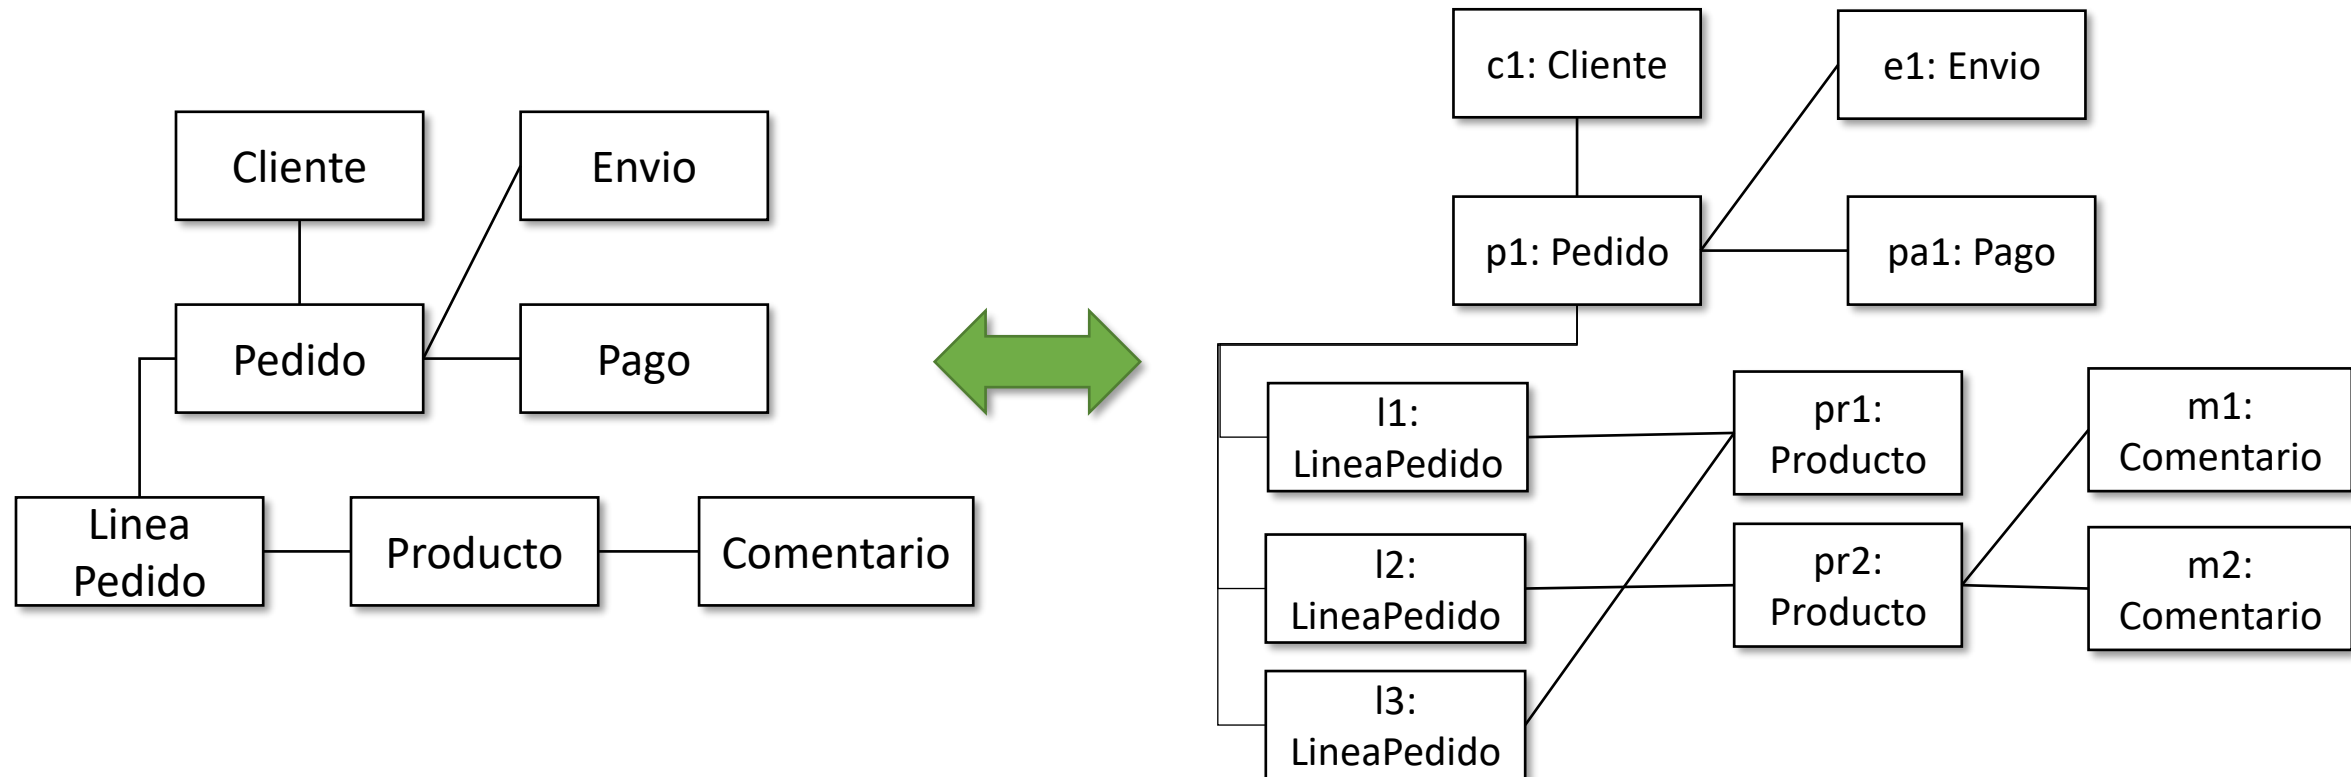 Cliente
Envio
Pedido
Pago
Linea
Pedido
Producto
Comentario
c1: Cliente
e1: Envio
p1: Pedido
pa1: Pago
l1:
LineaPedido
pr1:
Producto
m1:
Comentario
l2:
LineaPedido
pr2:
Producto
m2:
Comentario
l3:
LineaPedido